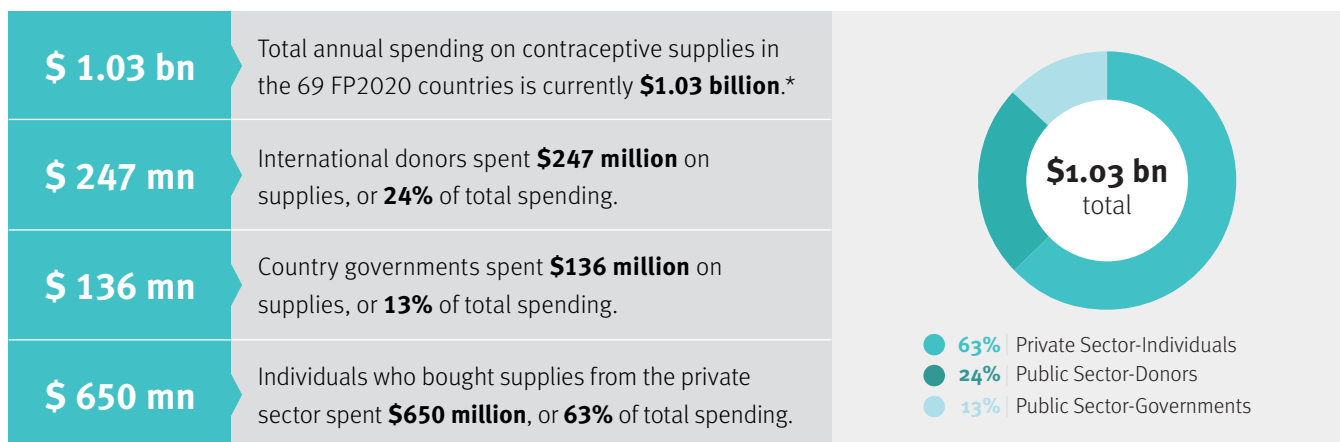 $ 1.03 bn
Total annual spending on contraceptive supplies in
the 69 FP2020 countries is currently $1.03 billion.*
$ 247 mn
International donors spent $247 million on
supplies, or 24% of total spending.
$ 136 mn
Country governments spent $136 million on
supplies, or 13% of total spending.
$ 650 mn
Individuals who bought supplies from the private
sector spent $650 million, or 63% of total spending.
$1.03 bn
total
63% | Private Sector-Individuals
24% | Public Sector-Donors
13% | Public Sector-Governments